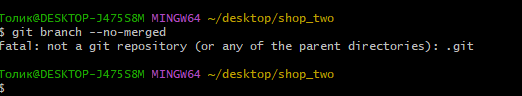 Толик@DESKTOP-J475S8M MINGW64 ~/desktop/shop_two
$ git branch --no-merged
fatal: not a git repository (or any of the parent directories): .git
Толик@DESKTOP-J475S8M MINGW64 ~/desktop/shop_two
$